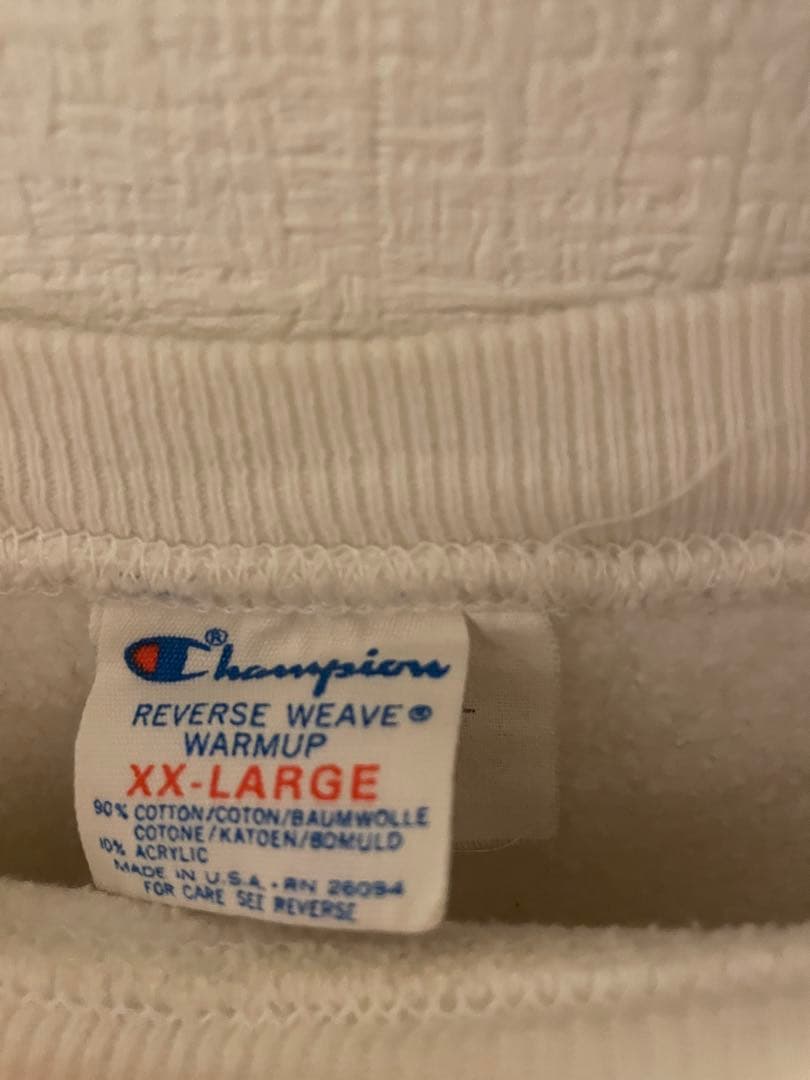 Champion®
REVERSE WEAVE®
WARMUP
XX-LARGE
90% COTTON/COTON/BAUMWOLLE
COTONE/KATOEN/BOMULD
10% ACRYLIC
MADE IN U.S.A. • RN 26094
FOR CARE SEE REVERSE